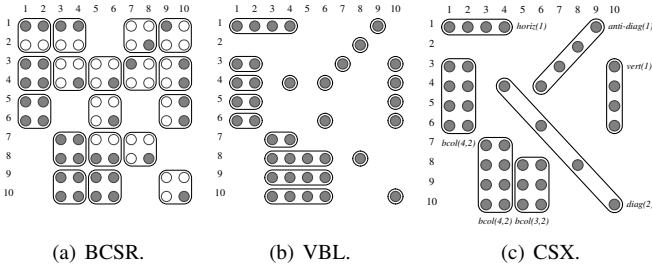 1 2 3 4 5 6 7 8 9 10
1
2
3
4
5
6
7
8
9
10
(a) BCSR.
1 2 3 4 5 6 7 8 9 10
1
2
3
4
5
6
7
8
9
10
(b) VBL.
1 2 3 4 5 6 7 8 9 10
1
2
3
4
5
6
7
8
9
10
horiz(1)
anti-diag(1)
vert(1)
bcol(4,2)
diag(2)
bcol(4,2) bcol(3,2)
(c) CSX.